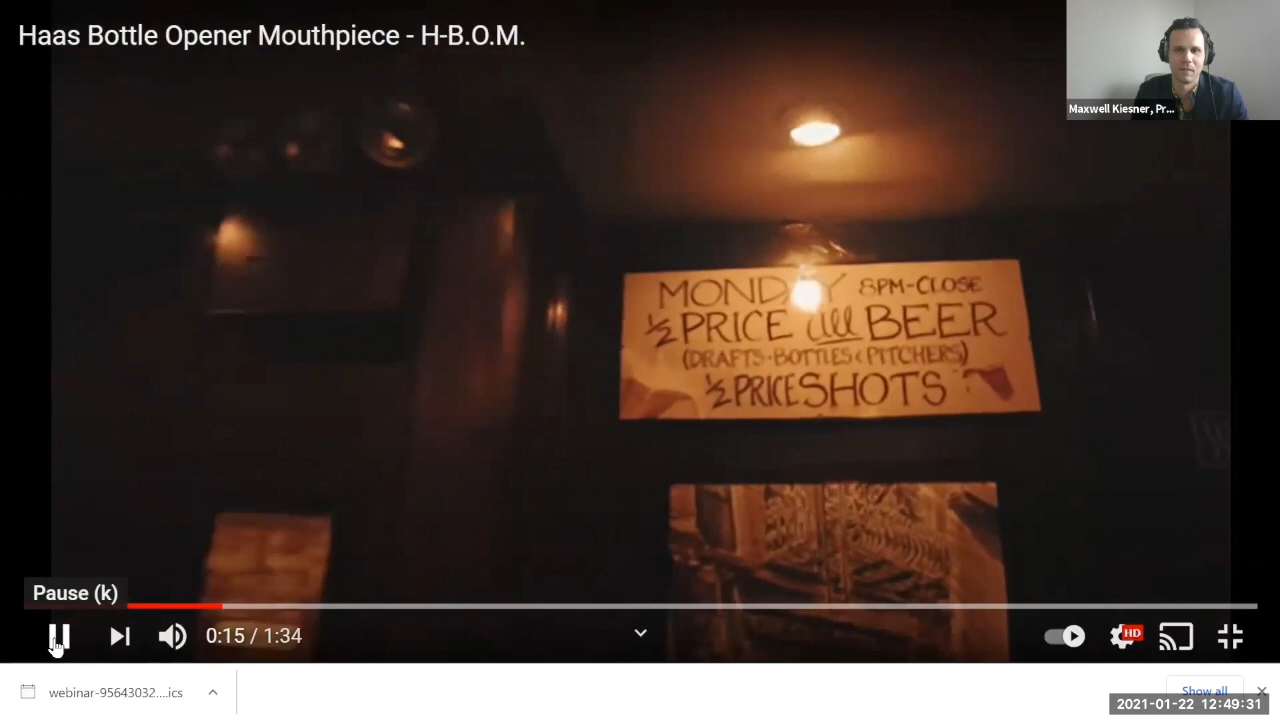 Haas Bottle Opener Mouthpiece - H-B.O.M.
Maxwell Kiesner, Pr...
MONDAY 8PM-CLOSE
½ PRICE all BEER
(DRAFTS·BOTTLES & PITCHERS)
½ PRICE SHOTS
Pause (k)
0:15 / 1:34
HD
webinar-95643032....ics
Show all
2021-01-22 12:49:31